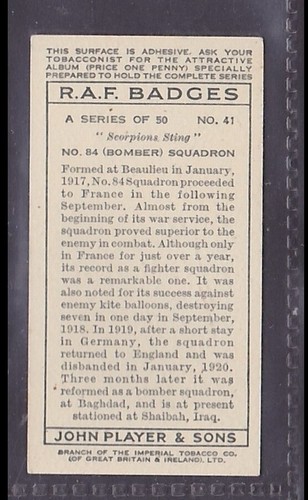 THIS SURFACE IS ADHESIVE. ASK YOUR
TOBACCONIST FOR THE ATTRACTIVE
ALBUM (PRICE ONE PENNY) SPECIALLY
PREPARED TO HOLD THE COMPLETE SERIES
R.A.F. BADGES
A SERIES OF 50 NO. 41
"Scorpions Sting"
NO. 84 (BOMBER) SQUADRON
Formed at Beaulieu in January,
1917, No. 84 Squadron proceeded
to France in the following
September. Almost from the
beginning of its war service, the
squadron proved superior to the
enemy in combat. Although only
in France for just over a year,
its record as a fighter squadron
was a remarkable one. It was
also noted for its success against
enemy kite balloons, destroying
seven in one day in September,
1918. In 1919, after a short stay
in Germany, the squadron
returned to England and was
disbanded in January, 1920.
Three months later it was
reformed as a bomber squadron,
at Baghdad, and is at present
stationed at Shaibah, Iraq.
JOHN PLAYER & SONS
BRANCH OF THE IMPERIAL TOBACCO CO.
(OF GREAT BRITAIN & IRELAND), LTD.